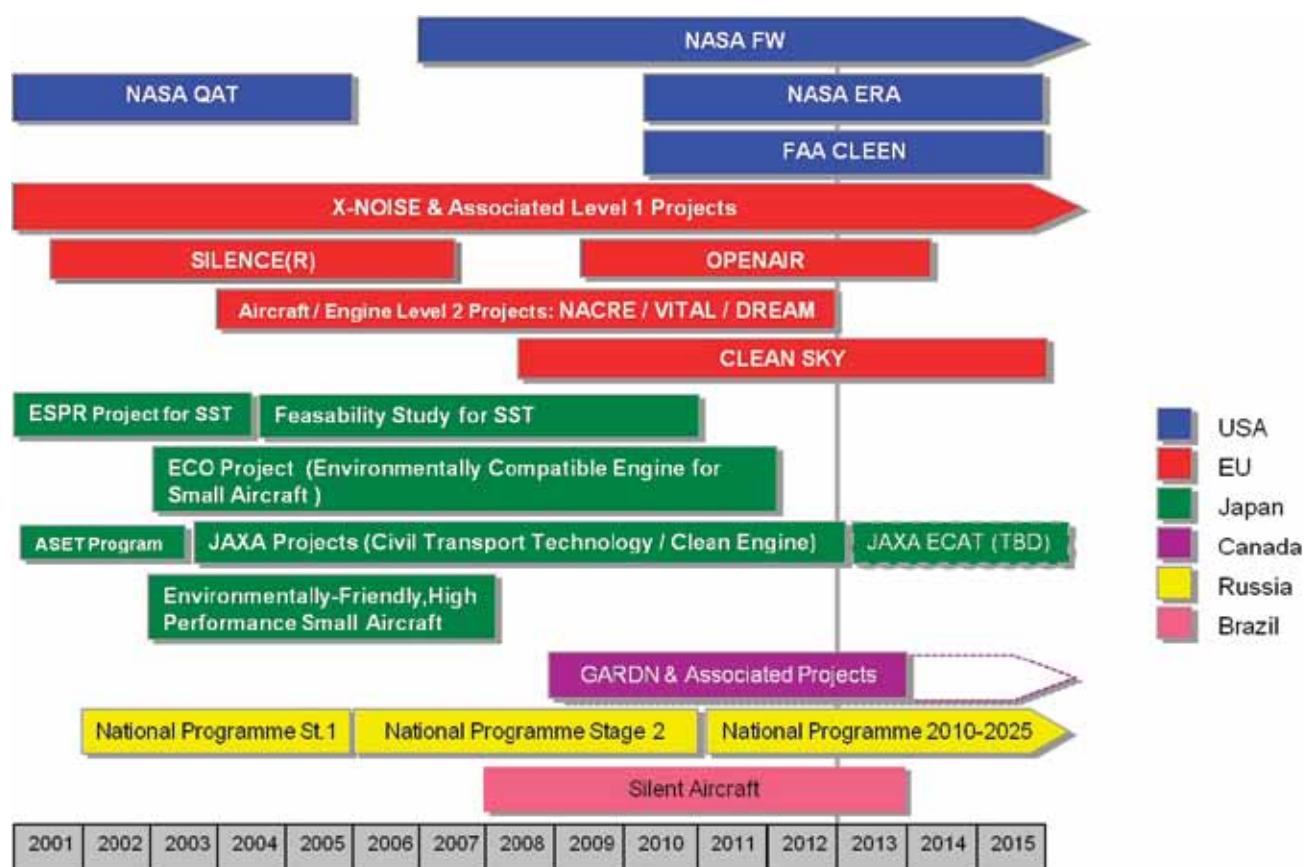 NASA FW
NASA QAT
NASA ERA
FAA CLEEN
X-NOISE & Associated Level 1 Projects
SILENCE(R)
OPENAIR
Aircraft / Engine Level 2 Projects: NACRE / VITAL / DREAM
CLEAN SKY
ESPR Project for SST
Feasability Study for SST
ECO Project (Environmentally Compatible Engine for
Small Aircraft )
ASET Program
JAXA Projects (Civil Transport Technology / Clean Engine)
JAXA ECAT (TBD)
Environmentally-Friendly,High
Performance Small Aircraft
GARDN & Associated Projects
National Programme St.1
National Programme Stage 2
National Programme 2010-2025
Silent Aircraft
2001 2002 2003 2004 2005 2006 2007 2008 2009 2010 2011 2012 2013 2014 2015
USA
EU
Japan
Canada
Russia
Brazil